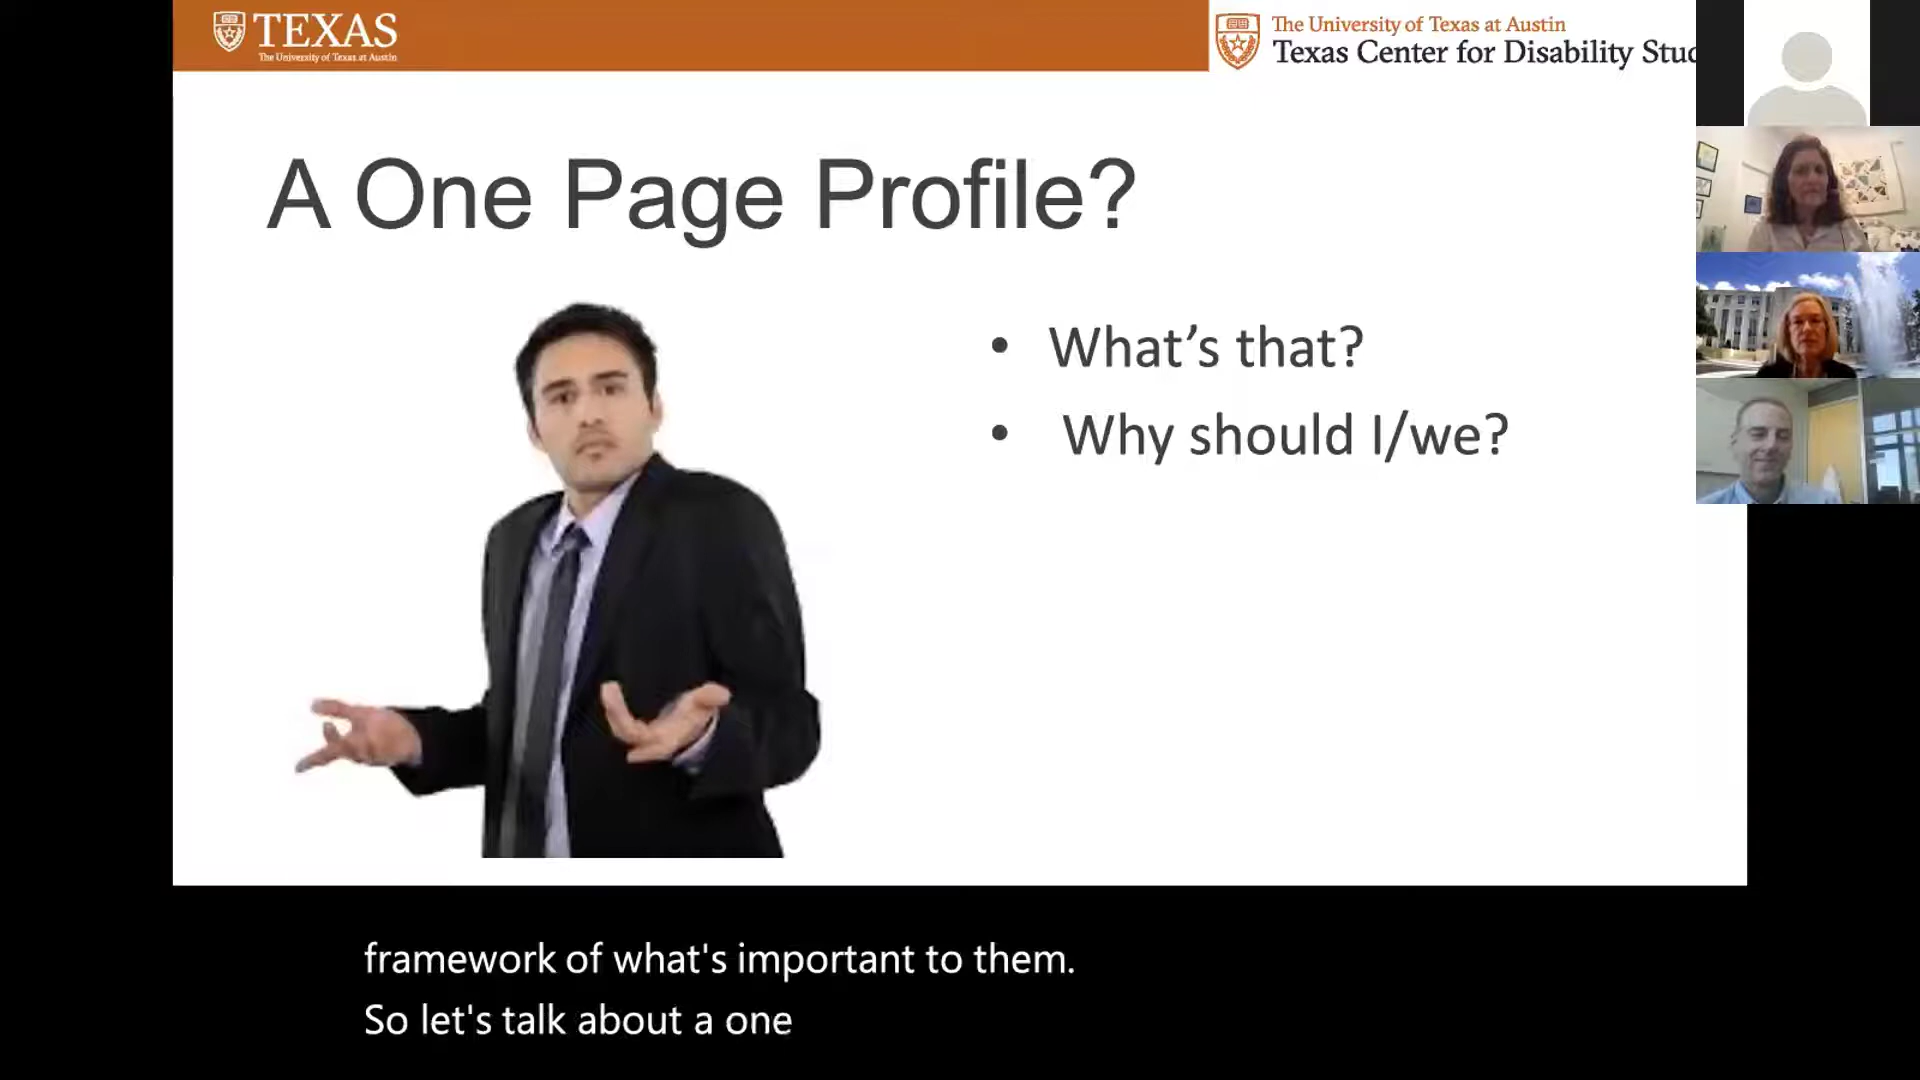 TEXAS
The University of Texas at Austin
The University of Texas at Austin
Texas Center for Disability Stu
A One Page Profile?
• What’s that?
• Why should I/we?
framework of what's important to them.
So let's talk about a one